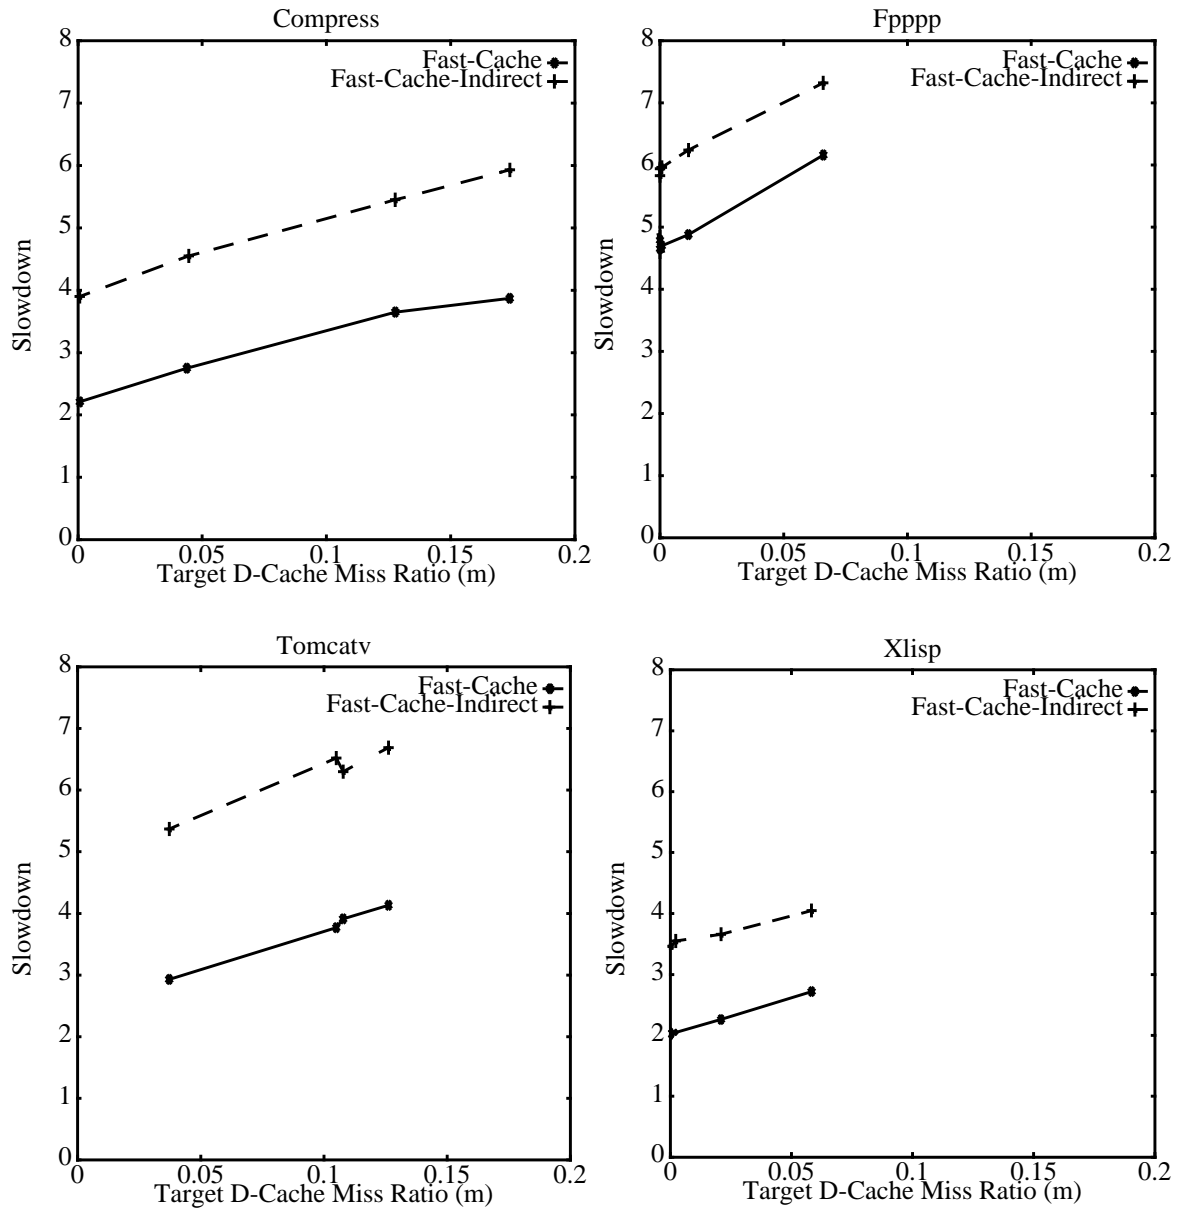 Compress
8
7
6
5
4
3
2
1
0
Slowdown
Fast-Cache
Fast-Cache-Indirect
0 0.05 0.1 0.15 0.2
Target D-Cache Miss Ratio (m)
Fpppp
8
7
6
5
4
3
2
1
0
Slowdown
Fast-Cache
Fast-Cache-Indirect
0 0.05 0.1 0.15 0.2
Target D-Cache Miss Ratio (m)
Tomcatv
8
7
6
5
4
3
2
1
0
Slowdown
Fast-Cache
Fast-Cache-Indirect
0 0.05 0.1 0.15 0.2
Target D-Cache Miss Ratio (m)
Xlisp
8
7
6
5
4
3
2
1
0
Slowdown
Fast-Cache
Fast-Cache-Indirect
0 0.05 0.1 0.15 0.2
Target D-Cache Miss Ratio (m)